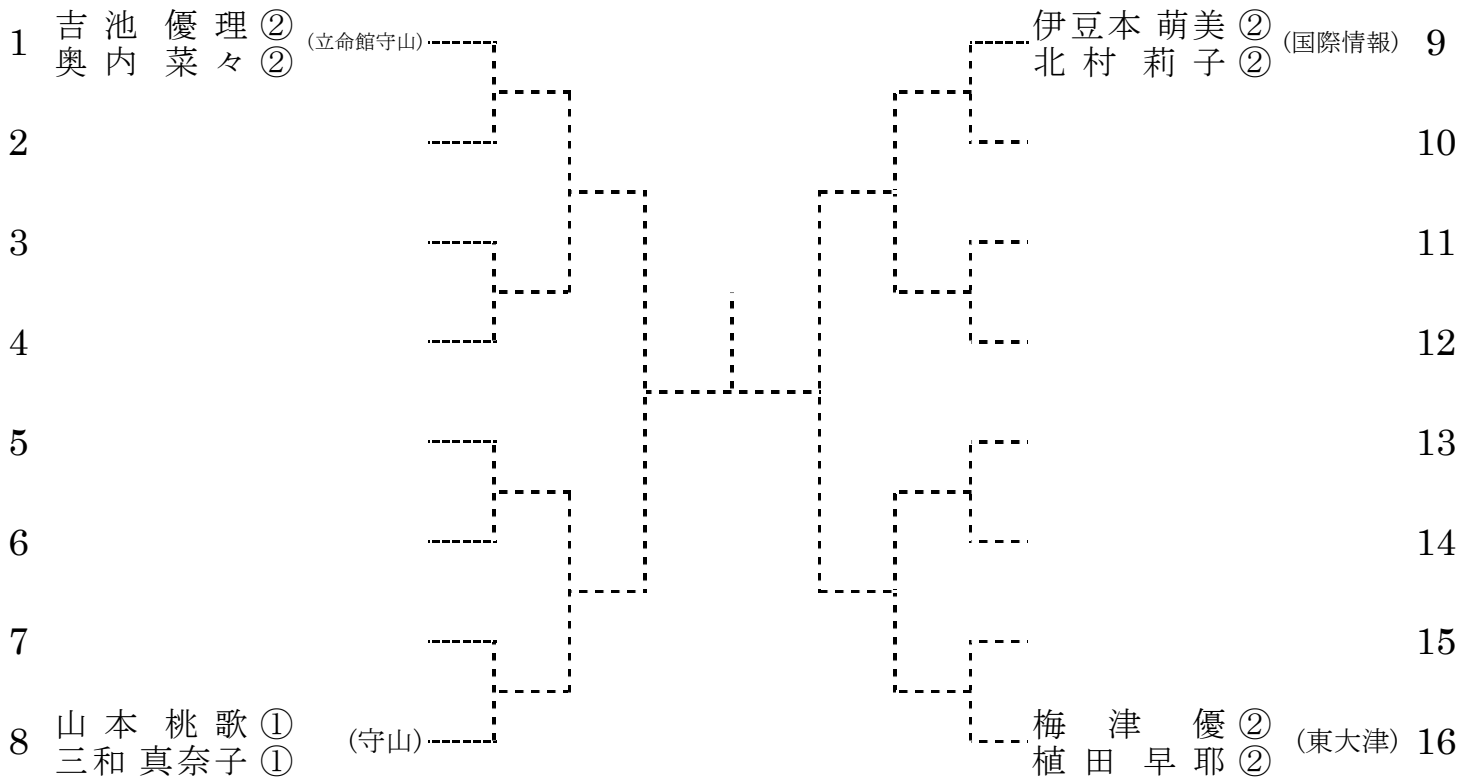 1 吉池 優理 ② (立命館守山)
奥内 菜々 ②
2
3
4
5
6
7
8 山本 桃歌 ① (守山)
三和 真奈子 ①
伊豆本 萌美 ② (国際情報) 9
北村 莉子 ②
10
11
12
13
14
15
梅津 優 ② (東大津) 16
植田 早耶 ②